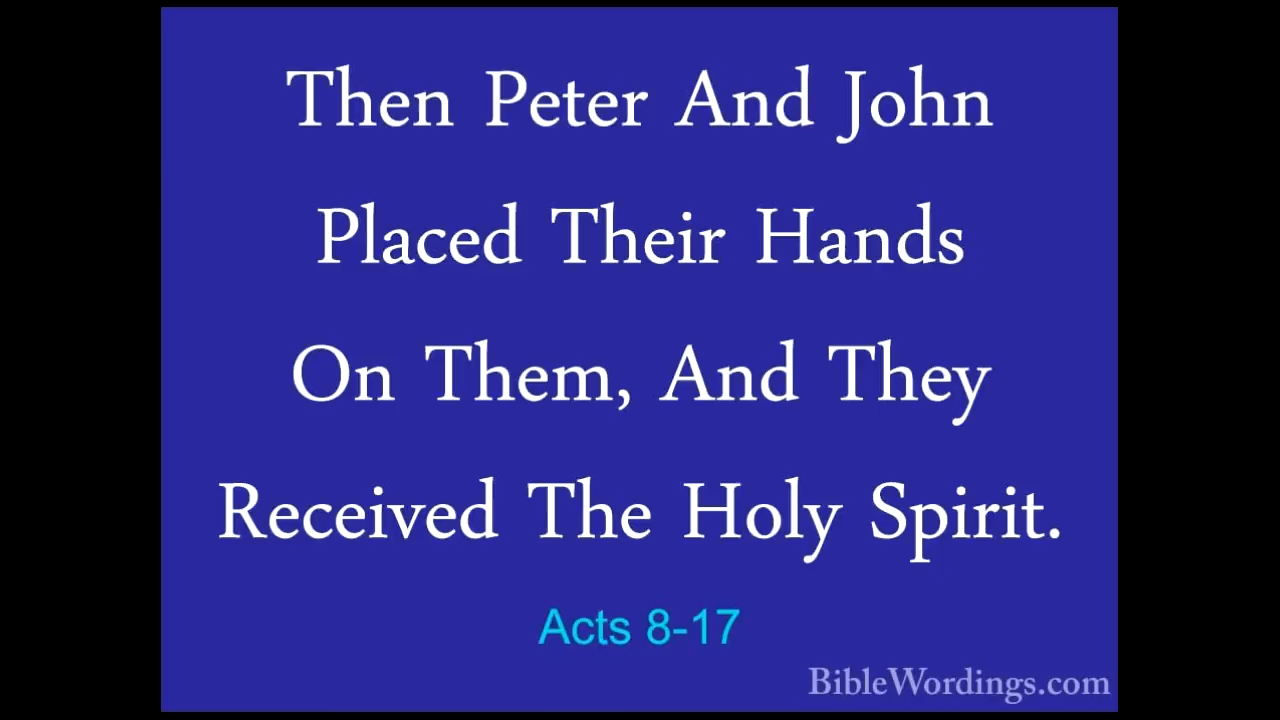 Then Peter And John
Placed Their Hands
On Them, And They
Received The Holy Spirit.
Acts 8-17
BibleWordings.com